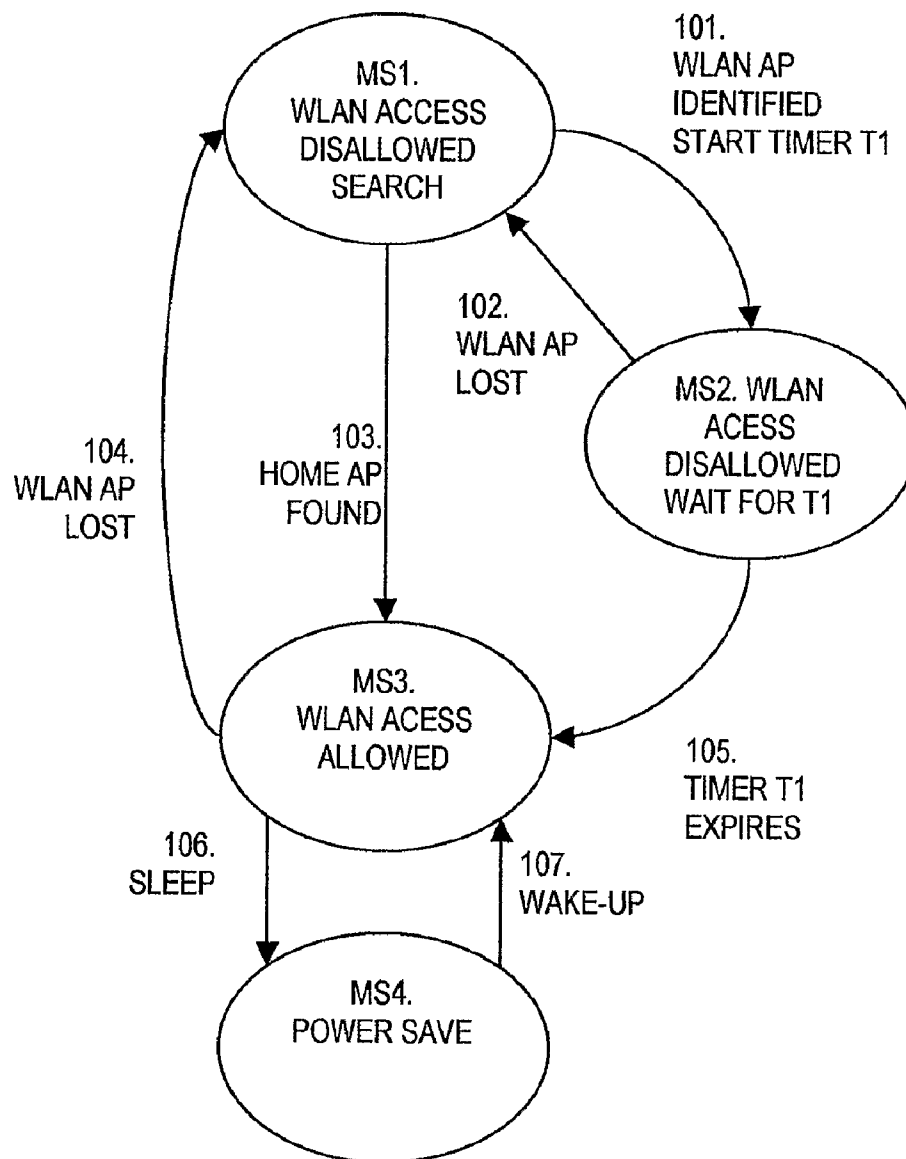 MS1.
WLAN ACCESS
DISALLOWED
SEARCH
101.
WLAN AP
IDENTIFIED
START TIMER T1
102.
WLAN AP
LOST
MS2. WLAN
ACESS
DISALLOWED
WAIT FOR T1
103.
HOME AP
FOUND
104.
WLAN AP
LOST
MS3.
WLAN ACESS
ALLOWED
105.
TIMER T1
EXPIRES
106.
SLEEP
107.
WAKE-UP
MS4.
POWER SAVE